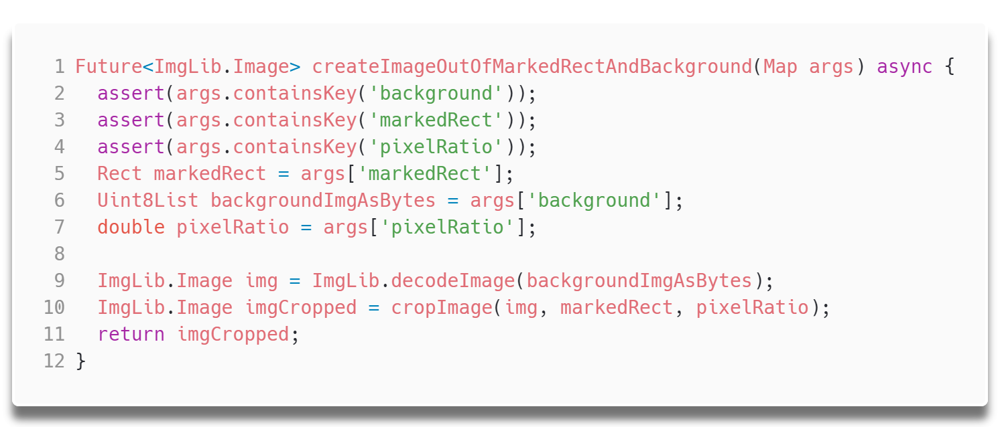 1 Future<ImgLib.Image> createImageOutOfMarkedRectAndBackground(Map args) async {
2   assert(args.containsKey('background'));
3   assert(args.containsKey('markedRect'));
4   assert(args.containsKey('pixelRatio'));
5   Rect markedRect = args['markedRect'];
6   Uint8List backgroundImgAsBytes = args['background'];
7   double pixelRatio = args['pixelRatio'];
8
9   ImgLib.Image img = ImgLib.decodeImage(backgroundImgAsBytes);
10   ImgLib.Image imgCropped = cropImage(img, markedRect, pixelRatio);
11   return imgCropped;
12 }